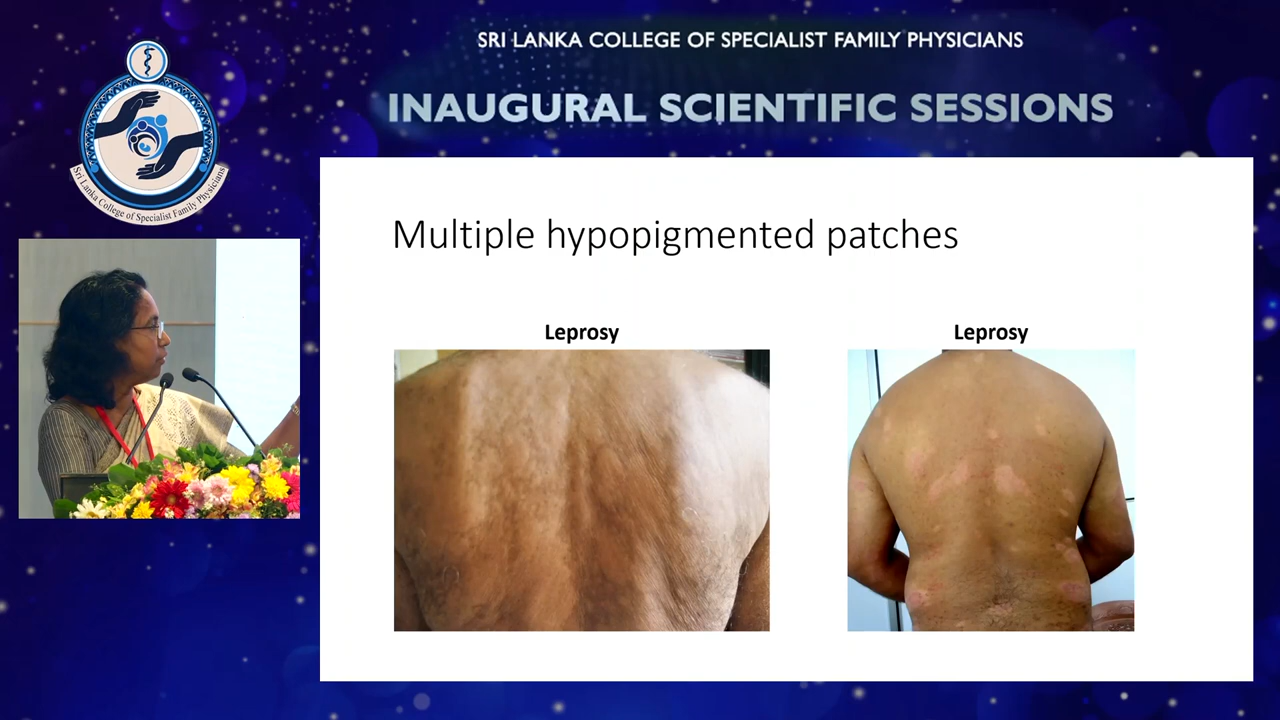 SRI LANKA COLLEGE OF SPECIALIST FAMILY PHYSICIANS
INAUGURAL SCIENTIFIC SESSIONS
Sri Lanka College of Specialist Family Physicians
Multiple hypopigmented patches
Leprosy
Leprosy